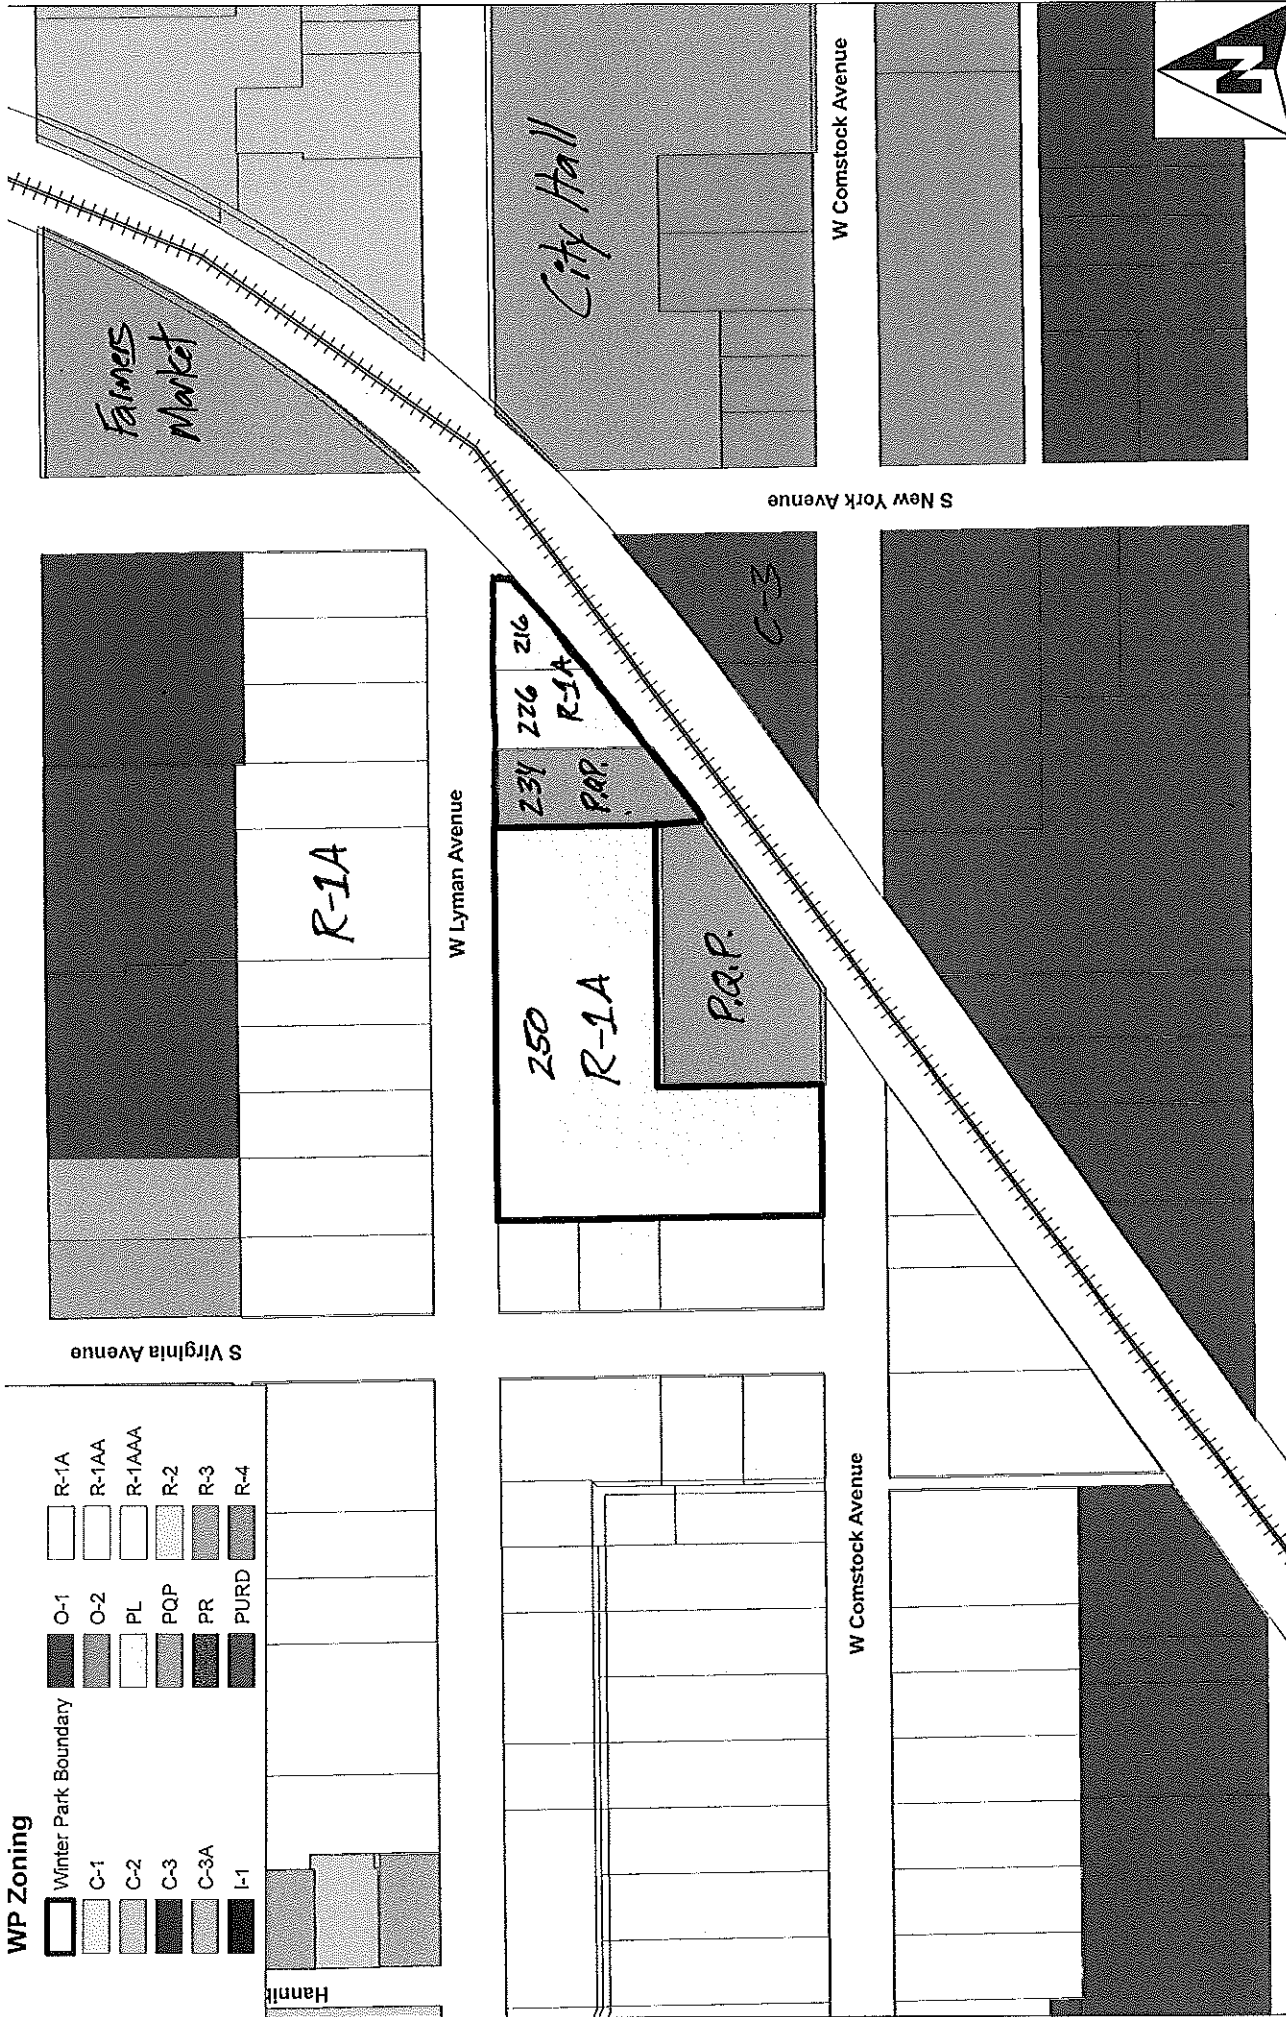 WP Zoning
Winter Park Boundary
C-1
C-2
C-3
C-3A
I-1
O-1
O-2
PL
PQP
PR
PURD
R-1A
R-1AA
R-1AAA
R-2
R-3
R-4
Hannib
S Virginia Avenue
W Lyman Avenue
S New York Avenue
W Comstock Avenue
W Comstock Avenue
Farmers
Market
City Hall
R-1A
250
R-1A
234
P.Q.P.
226
216
R-1A
P.Q.P.
C-3
N